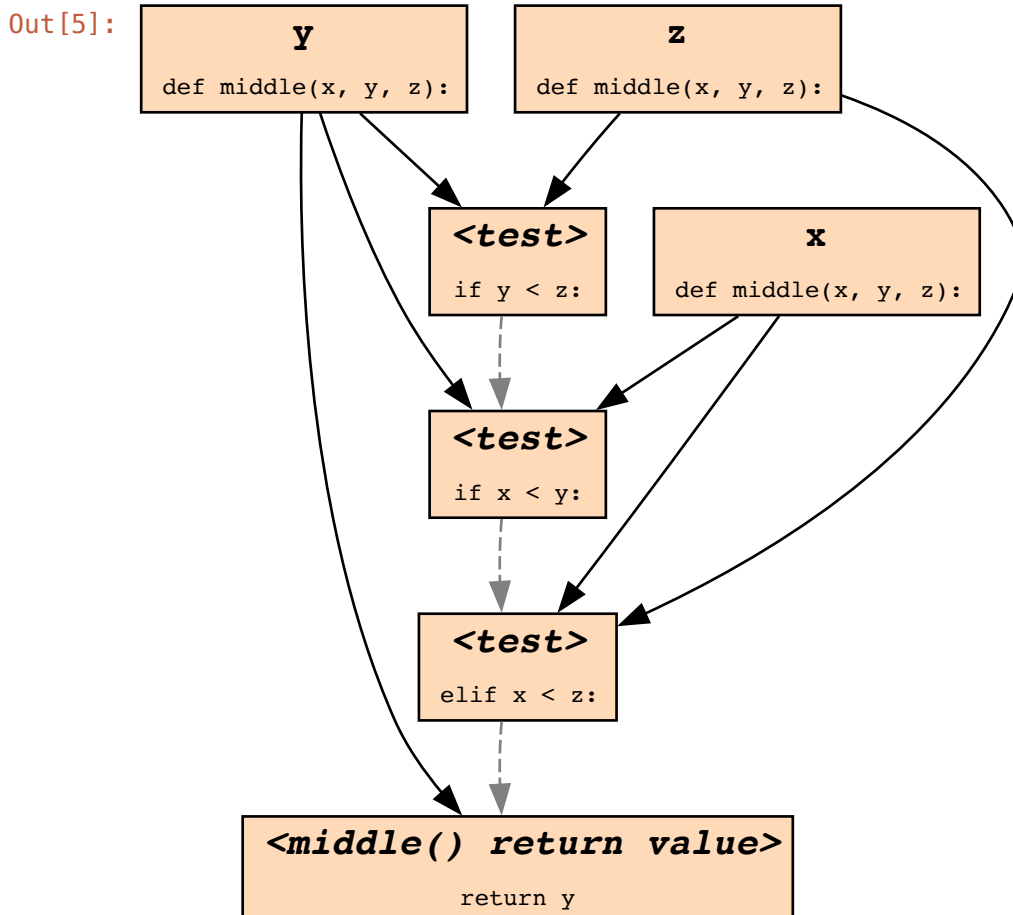 Out[5]:
y
def middle(x, y, z):
z
def middle(x, y, z):
<test>
if y < z:
x
def middle(x, y, z):
<test>
if x < y:
<test>
elif x < z:
<middle() return value>
return y